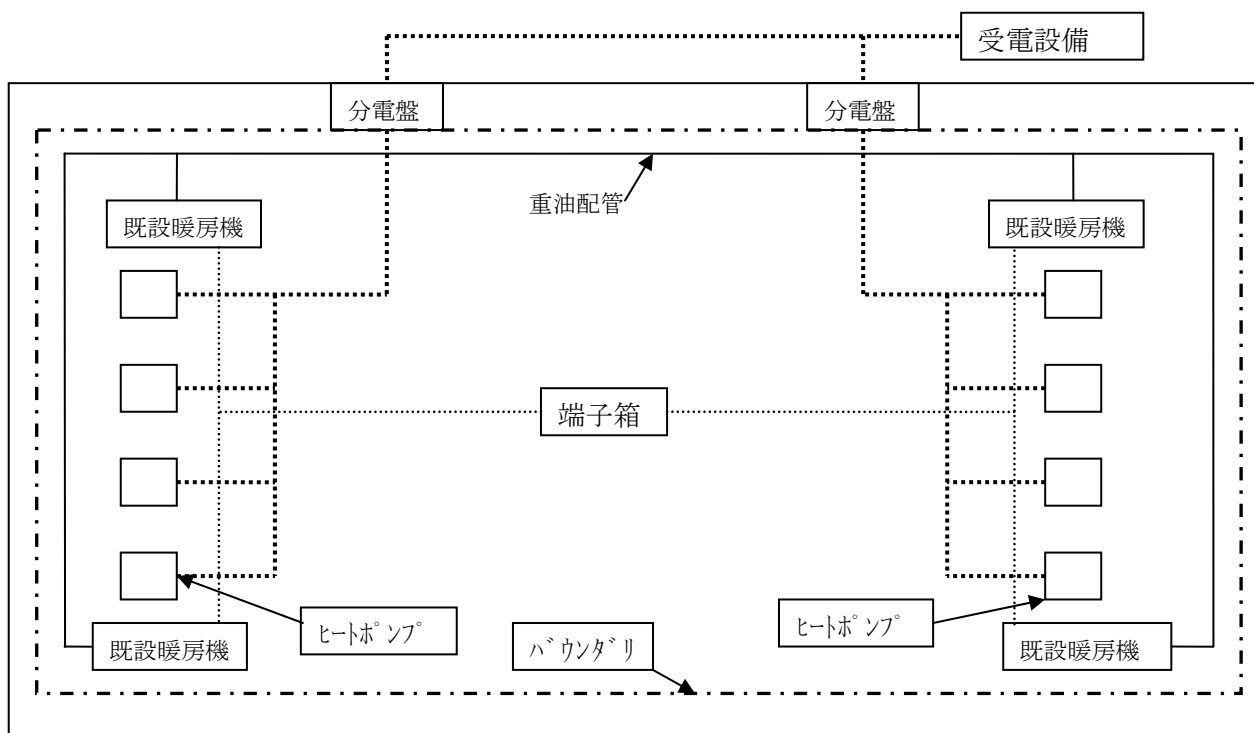 受電設備
分電盤
分電盤
重油配管
既設暖房機
既設暖房機
端子箱
ﾋｰﾄﾎﾟﾝﾌﾟ
ﾋｰﾄﾎﾟﾝﾌﾟ
既設暖房機
ﾊﾞｳﾝﾀﾞﾘ
既設暖房機